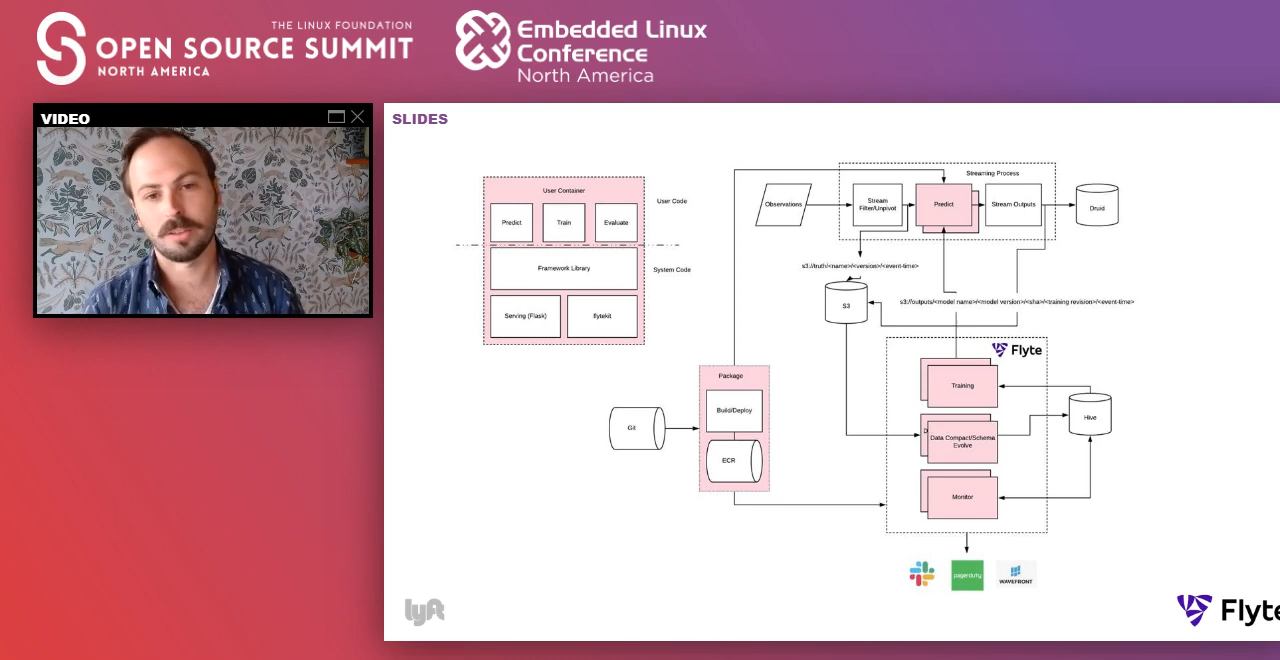 THE LINUX FOUNDATION
OPEN SOURCE SUMMIT
NORTH AMERICA
Embedded Linux
Conference
North America
VIDEO
SLIDES
User Container
Predict
Train
Evaluate
User Code
Framework Library
System Code
Serving (Flask)
flytekit
Streaming Process
Observations
Stream
Filter/Unpivot
Predict
Stream Outputs
Druid
s3://truth/<name>/<version>/<event-time>
S3
s3://outputs/<model name>/<model version>/<sha>/<training revision>/<event-time>
Flyte
Training
Hive
D
Data Compact/Schema
Evolve
Monitor
Package
Build/Deploy
Git
ECR
pagerduty
WAVEFRONT
lyft
Flyte